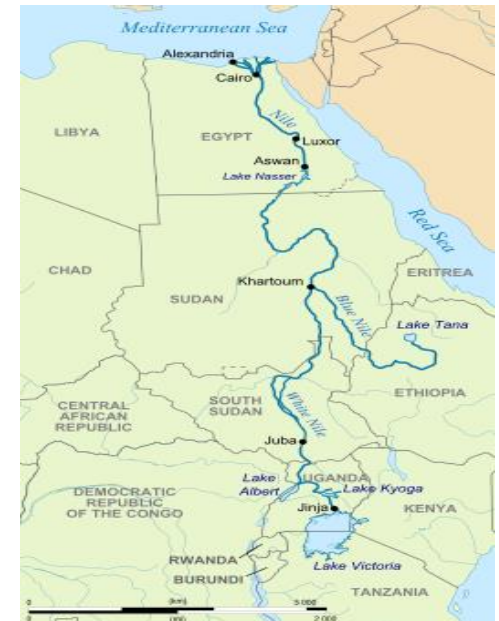 Mediterranean Sea
Alexandria
Cairo
Nile
LIBYA
EGYPT
Luxor
Aswan
Lake Nasser
Red Sea
CHAD
Khartoum
ERITREA
SUDAN
Blue Nile
Lake Tana
ETHIOPIA
CENTRAL
AFRICAN
REPUBLIC
SOUTH
SUDAN
White Nile
Juba
Lake
Albert
UGANDA
Lake Kyoga
DEMOCRATIC
REPUBLIC
OF THE CONGO
Jinja
KENYA
RWANDA
BURUNDI
Lake Victoria
TANZANIA
0 (km)